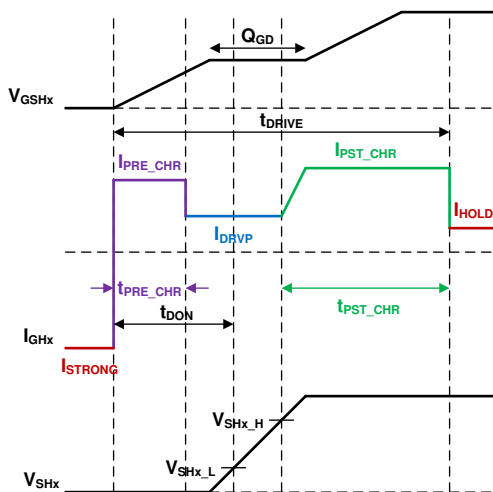 QGD
VGSHx
tDRIVE
IPRE_CHR
IPST_CHR
IHOLD
IDRVP
tPRE_CHR
tDON
tPST_CHR
IGHx
ISTRONG
VSHx_H
VSHx_L
VSHx